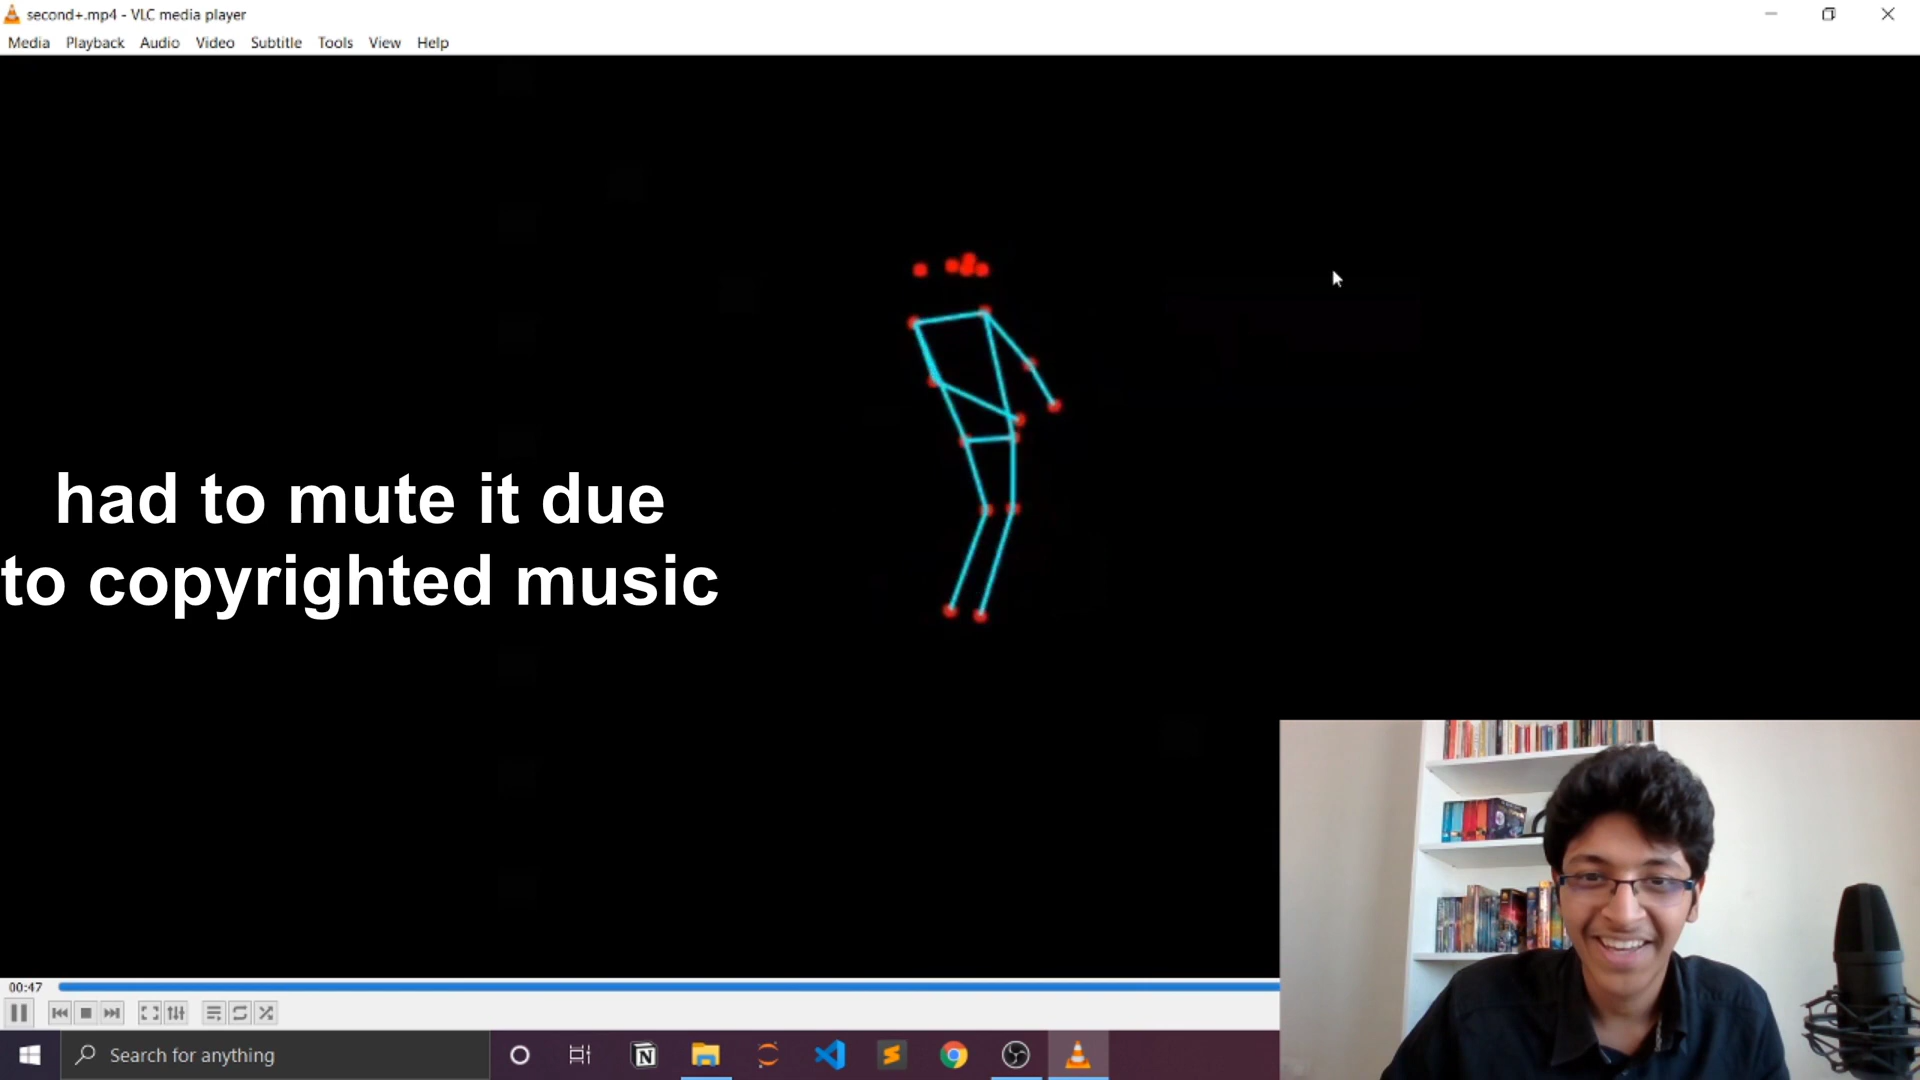 second+.mp4 - VLC media player
Media Playback Audio Video Subtitle Tools View Help
had to mute it due
to copyrighted music
00:47
Search for anything